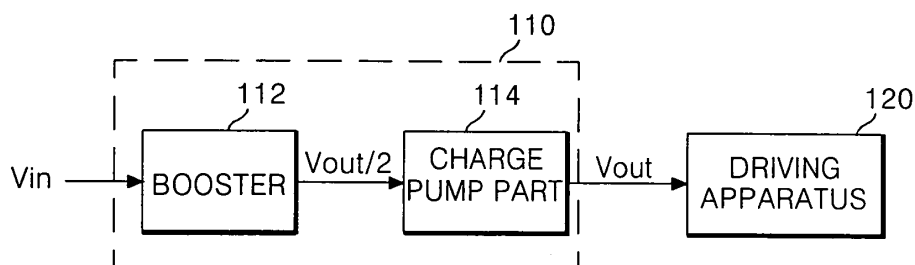 110
112
114
120
Vin
BOOSTER
Vout/2
CHARGE
PUMP PART
Vout
DRIVING
APPARATUS